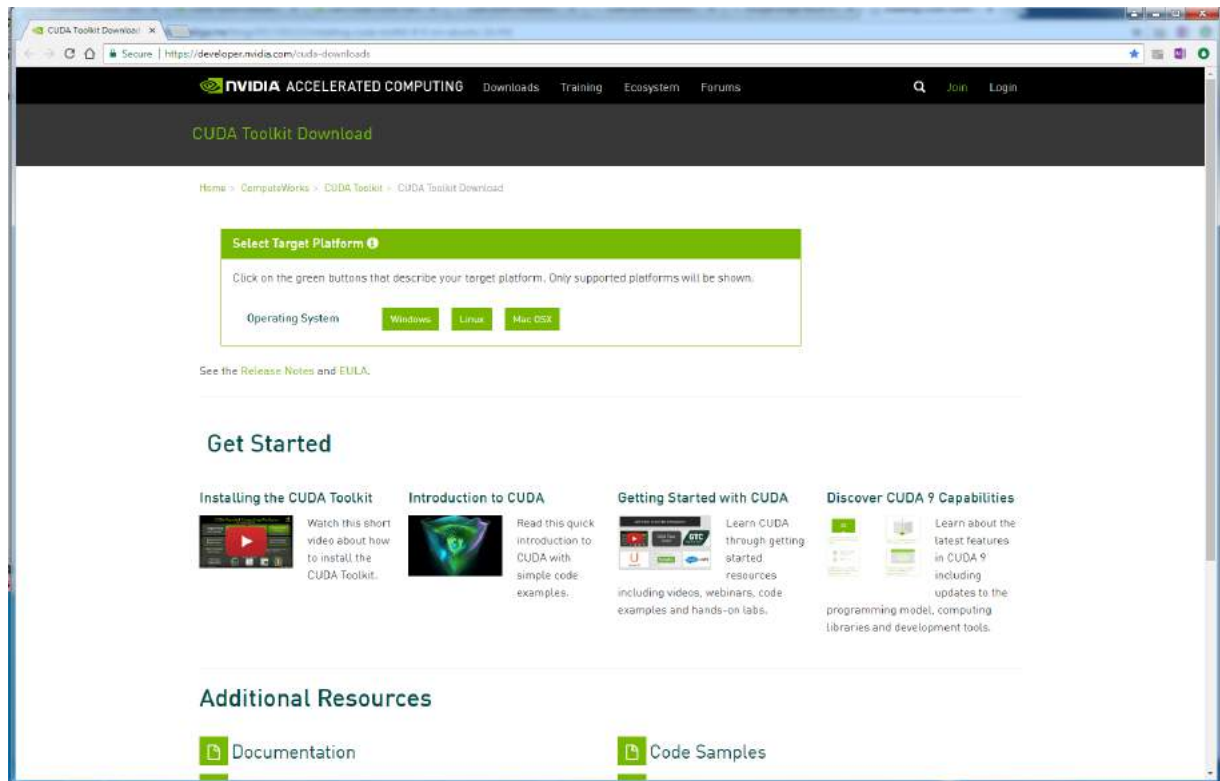 CUDA Toolkit Download
Secure | https://developer.nvidia.com/cuda-downloads
NVIDIA ACCELERATED COMPUTING Downloads Training Ecosystem Forums Join Login
CUDA Toolkit Download
Home > ComputeWorks > CUDA Toolkit > CUDA Toolkit Download
Select Target Platform
Click on the green buttons that describe your target platform. Only supported platforms will be shown.
Operating System Windows Linux Mac OSX
See the Release Notes and EULA.
Get Started
Installing the CUDA Toolkit
Watch this short
video about how
to install the
CUDA Toolkit.
Introduction to CUDA
Read this quick
introduction to
CUDA with
simple code
examples.
Getting Started with CUDA
Learn CUDA
through getting
started
resources
including videos, webinars, code
examples and hands-on labs.
Discover CUDA 9 Capabilities
Learn about the
latest features
in CUDA 9
including
updates to the
programming model, computing
libraries and development tools.
Additional Resources
Documentation
Code Samples